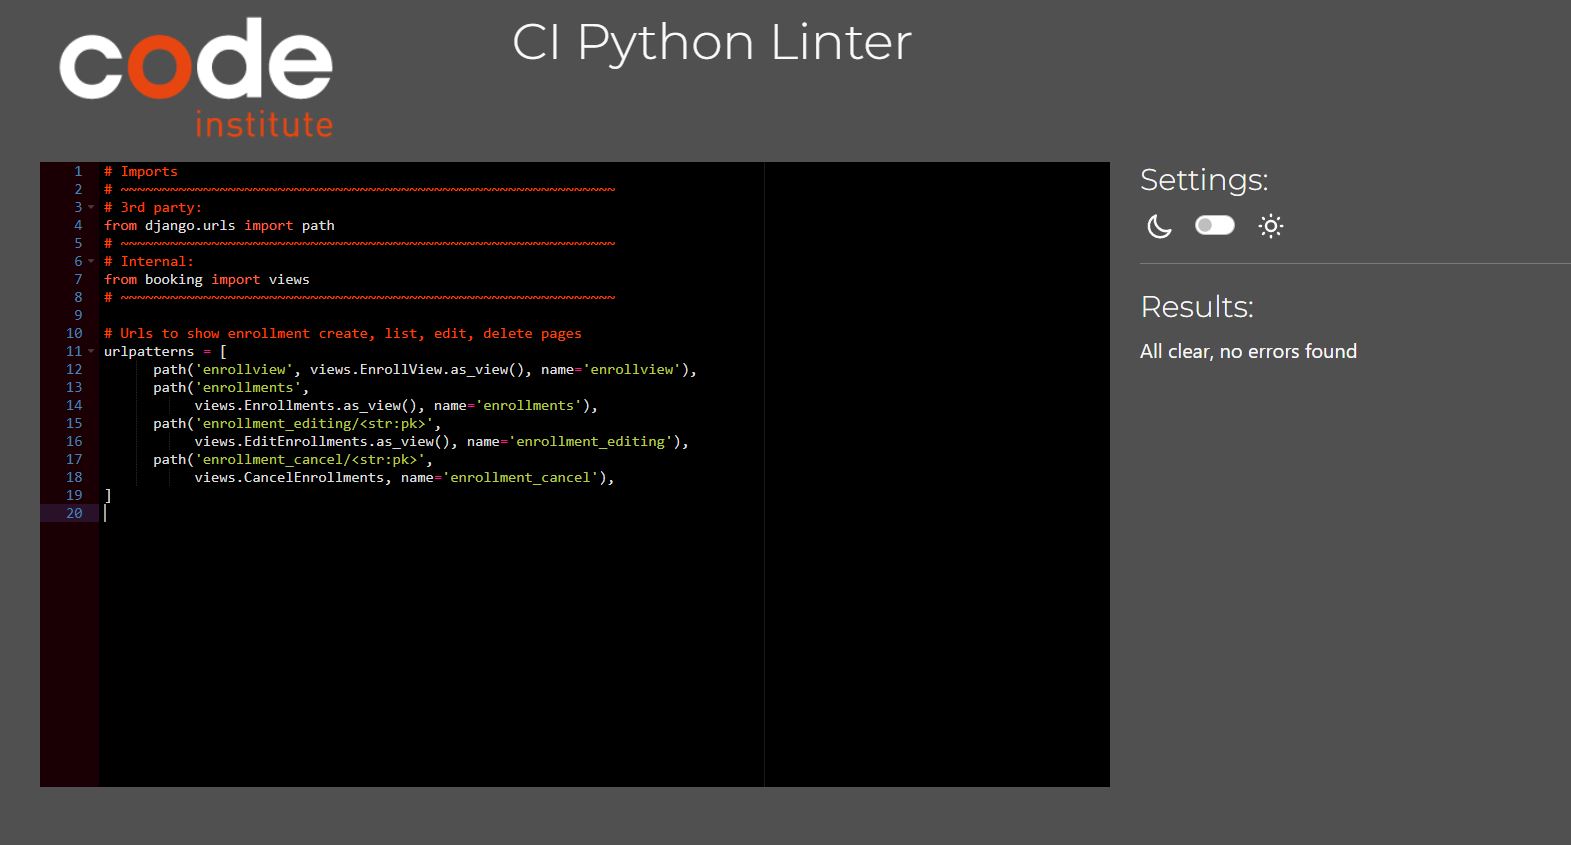 code
institute
CI Python Linter
1 # Imports
2 # ~~~~~~~~~~~~~~~~~~~~~~~~~~~~~~~~~~~~~~~~~~~~~~~~~~~~~~~~~~~~
3 # 3rd party:
4 from django.urls import path
5 # ~~~~~~~~~~~~~~~~~~~~~~~~~~~~~~~~~~~~~~~~~~~~~~~~~~~~~~~~~~~~
6 # Internal:
7 from booking import views
8 # ~~~~~~~~~~~~~~~~~~~~~~~~~~~~~~~~~~~~~~~~~~~~~~~~~~~~~~~~~~~~
9
10 # Urls to show enrollment create, list, edit, delete pages
11 urlpatterns = [
12       path('enrollview', views.EnrollView.as_view(), name='enrollview'),
13       path('enrollments',
14            views.Enrollments.as_view(), name='enrollments'),
15       path('enrollment_editing/<str:pk>',
16            views.EditEnrollments.as_view(), name='enrollment_editing'),
17       path('enrollment_cancel/<str:pk>',
18            views.CancelEnrollments, name='enrollment_cancel'),
19 ]
20
Settings:
Results:
All clear, no errors found